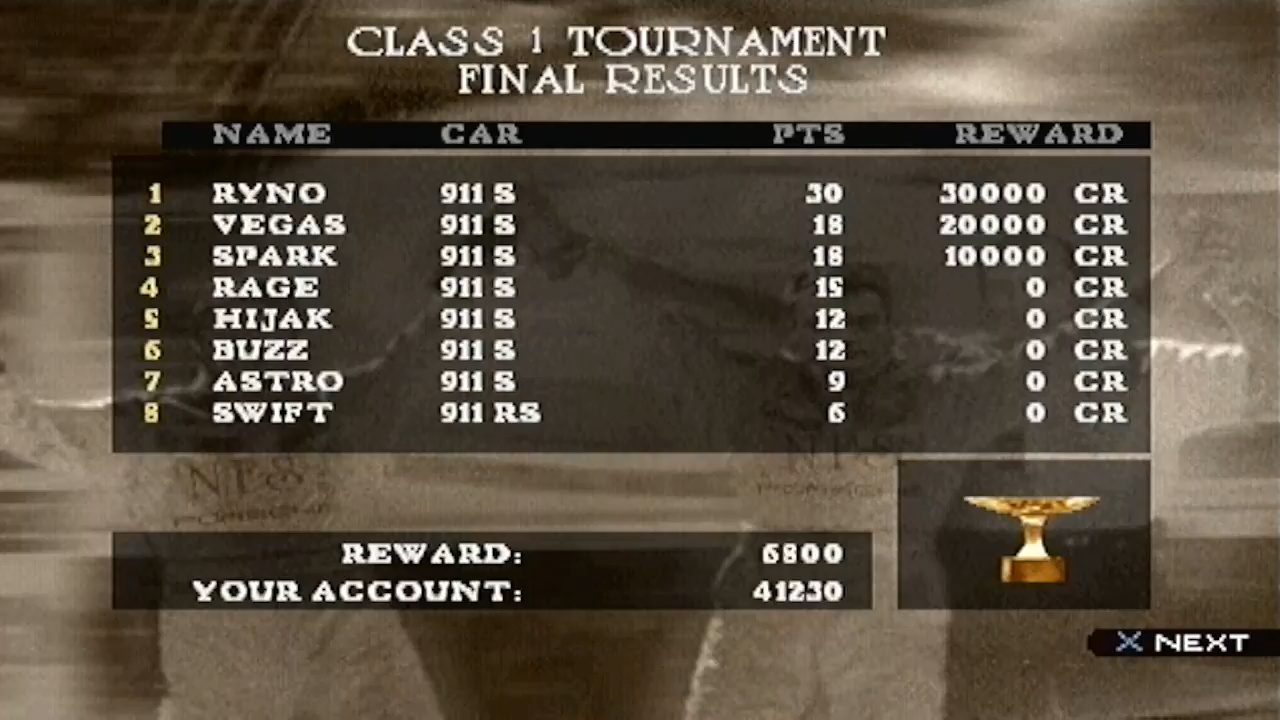 CLASS 1 TOURNAMENT
FINAL RESULTS
NAME CAR PTS REWARD
1 RYNO 911 S 30 30000 CR
2 VEGAS 911 S 18 20000 CR
3 SPARK 911 S 18 10000 CR
4 RAGE 911 S 15 0 CR
5 HIJAK 911 S 12 0 CR
6 BUZZ 911 S 12 0 CR
7 ASTRO 911 S 9 0 CR
8 SWIFT 911 RS 6 0 CR
REWARD: 6800
YOUR ACCOUNT: 41230
X NEXT